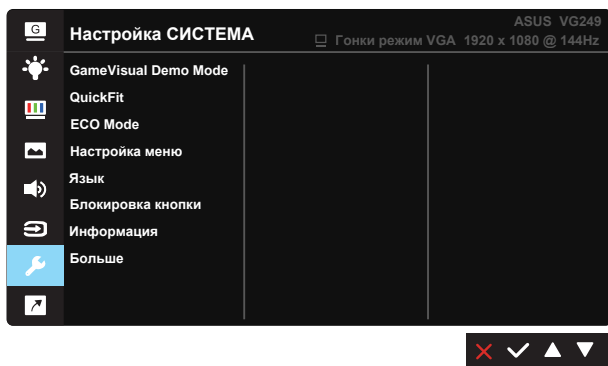 G
Настройка СИСТЕМА
ASUS VG249
Гонки режим VGA 1920 x 1080 @ 144Hz
GameVisual Demo Mode
QuickFit
ECO Mode
Настройка меню
Язык
Блокировка кнопки
Информация
Больше